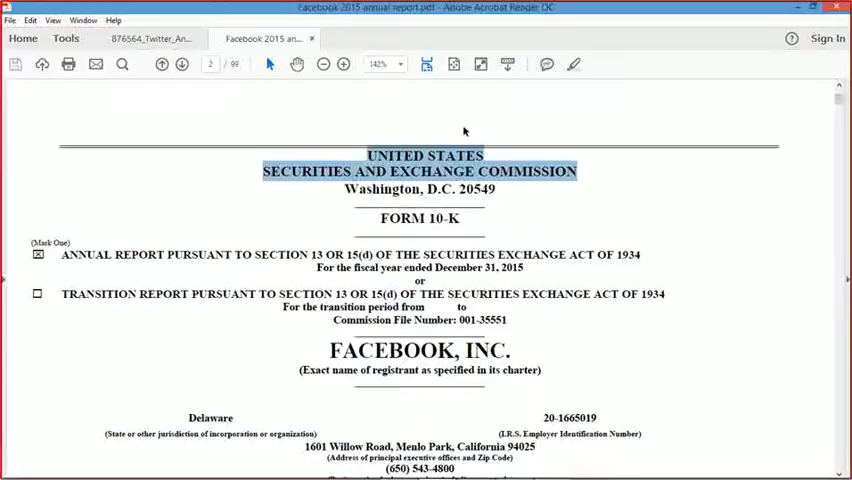 Facebook 2015 annual report.pdf - Adobe Acrobat Reader DC
File Edit View Window Help
Home Tools 876564_Twitter_An... Facebook 2015 an... × Sign In
2 / 99 142%
UNITED STATES
SECURITIES AND EXCHANGE COMMISSION
Washington, D.C. 20549
FORM 10-K
(Mark One)
ANNUAL REPORT PURSUANT TO SECTION 13 OR 15(d) OF THE SECURITIES EXCHANGE ACT OF 1934
For the fiscal year ended December 31, 2015
or
TRANSITION REPORT PURSUANT TO SECTION 13 OR 15(d) OF THE SECURITIES EXCHANGE ACT OF 1934
For the transition period from to
Commission File Number: 001-35551
FACEBOOK, INC.
(Exact name of registrant as specified in its charter)
Delaware 20-1665019
(State or other jurisdiction of incorporation or organization) (I.R.S. Employer Identification Number)
1601 Willow Road, Menlo Park, California 94025
(Address of principal executive offices and Zip Code)
(650) 543-4800